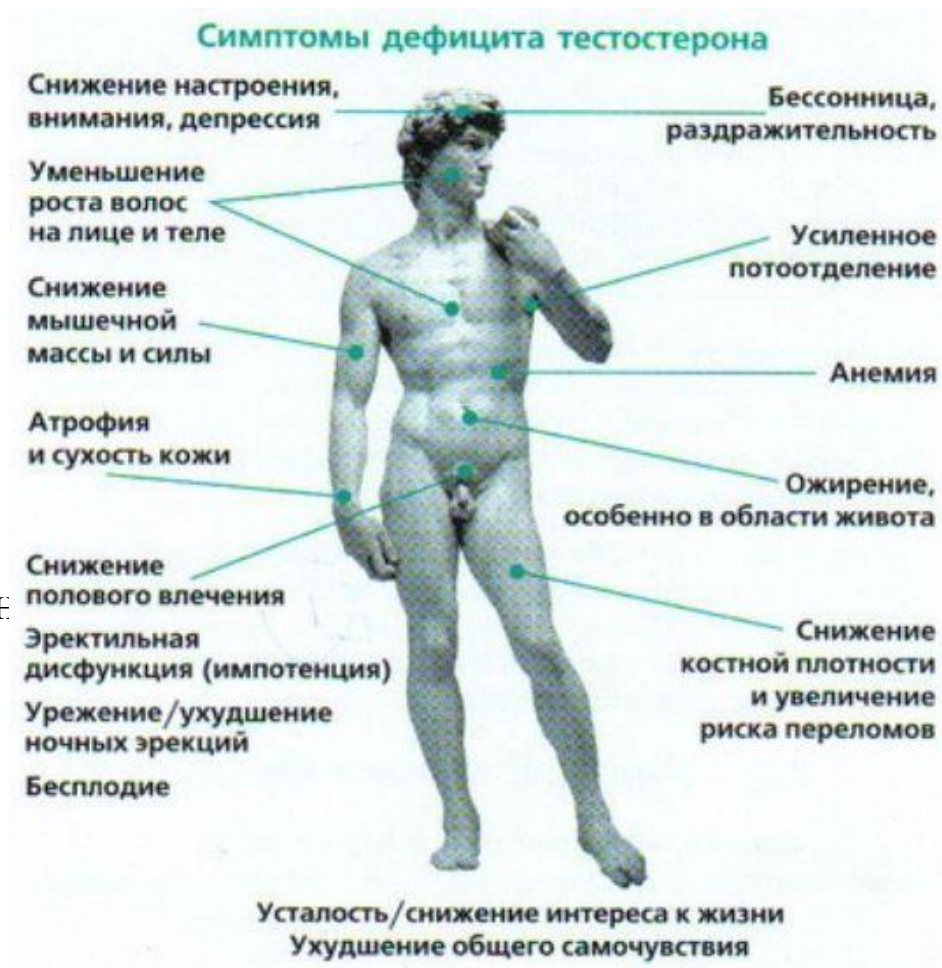 Симптомы дефицита тестостерона
Снижение настроения,
внимания, депрессия
Уменьшение
роста волос
на лице и теле
Снижение
мышечной
массы и силы
Атрофия
и сухость кожи
Снижение
полового влечения
Н
Эректильная
дисфункция (импотенция)
Урежение/ухудшение
ночных эрекций
Бесплодие
Бессонница,
раздражительность
Усиленное
потоотделение
Анемия
Ожирение,
особенно в области живота
Снижение
костной плотности
и увеличение
риска переломов
Усталость/снижение интереса к жизни
Ухудшение общего самочувствия